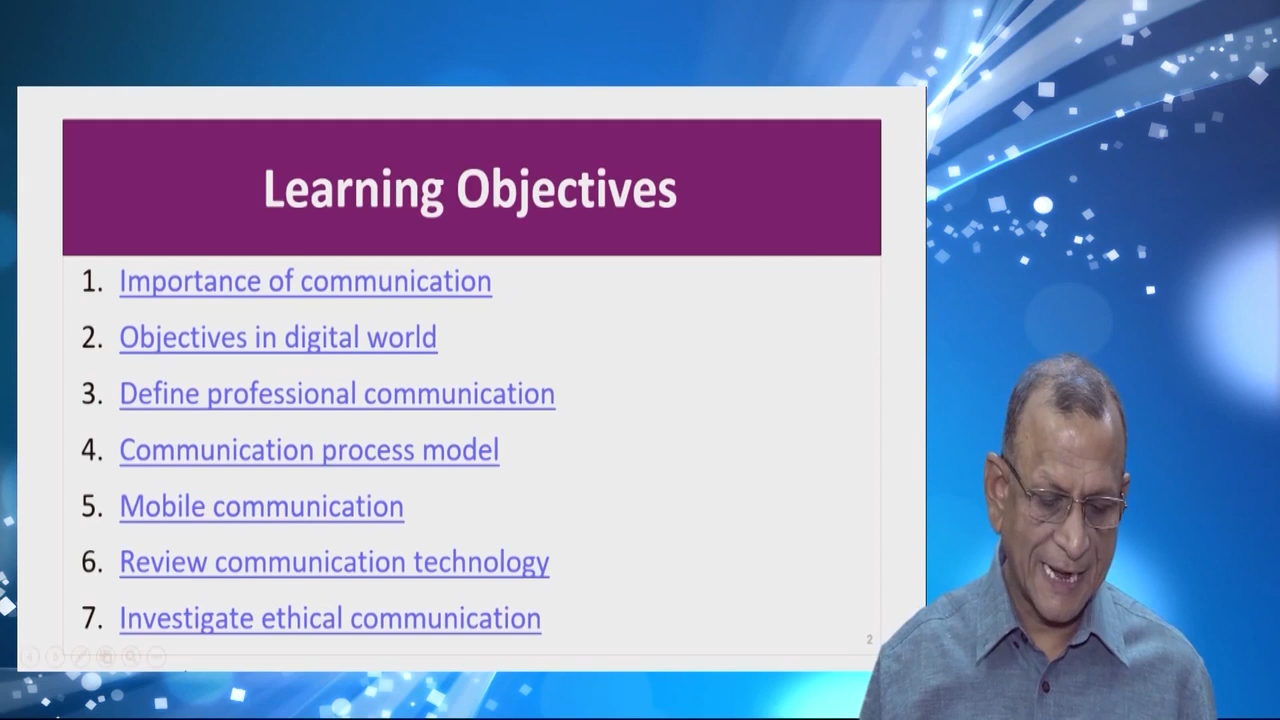 Learning Objectives
1. Importance of communication
2. Objectives in digital world
3. Define professional communication
4. Communication process model
5. Mobile communication
6. Review communication technology
7. Investigate ethical communication
2